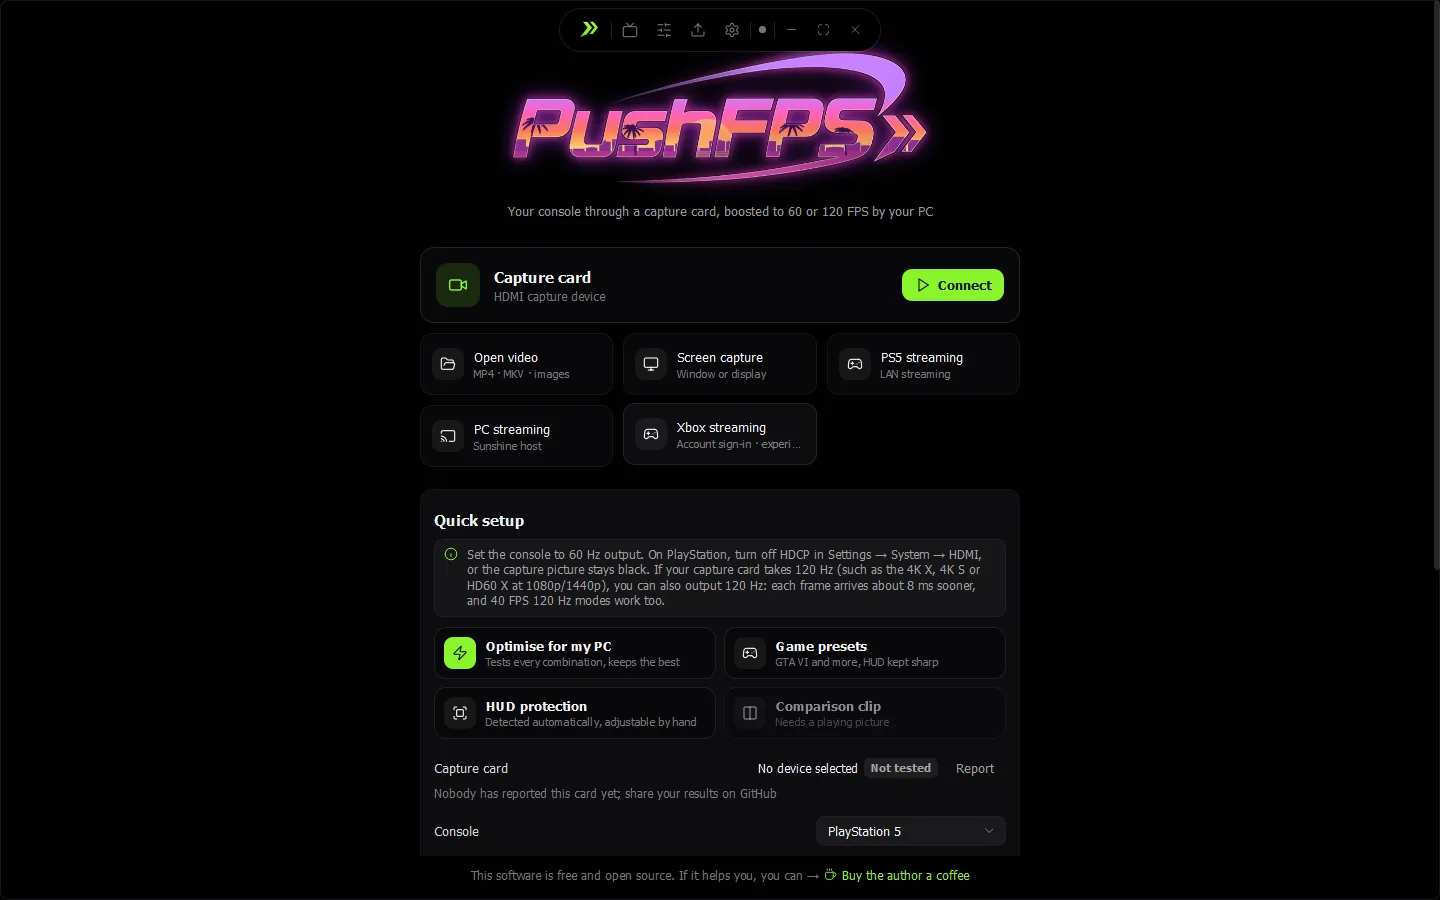 PushFPS
Your console through a capture card, boosted to 60 or 120 FPS by your PC
Capture card
HDMI capture device
Connect
Open video
MP4 · MKV · images
Screen capture
Window or display
PS5 streaming
LAN streaming
PC streaming
Sunshine host
Xbox streaming
Account sign-in · experi...
Quick setup
Set the console to 60 Hz output. On PlayStation, turn off HDCP in Settings → System → HDMI,
or the capture picture stays black. If your capture card takes 120 Hz (such as the 4K X, 4K S or
HD60 X at 1080p/1440p), you can also output 120 Hz: each frame arrives about 8 ms sooner,
and 40 FPS 120 Hz modes work too.
Optimise for my PC
Tests every combination, keeps the best
Game presets
GTA VI and more, HUD kept sharp
HUD protection
Detected automatically, adjustable by hand
Comparison clip
Needs a playing picture
Capture card
No device selected
Not tested
Report
Nobody has reported this card yet; share your results on GitHub
Console
PlayStation 5
This software is free and open source. If it helps you, you can → Buy the author a coffee